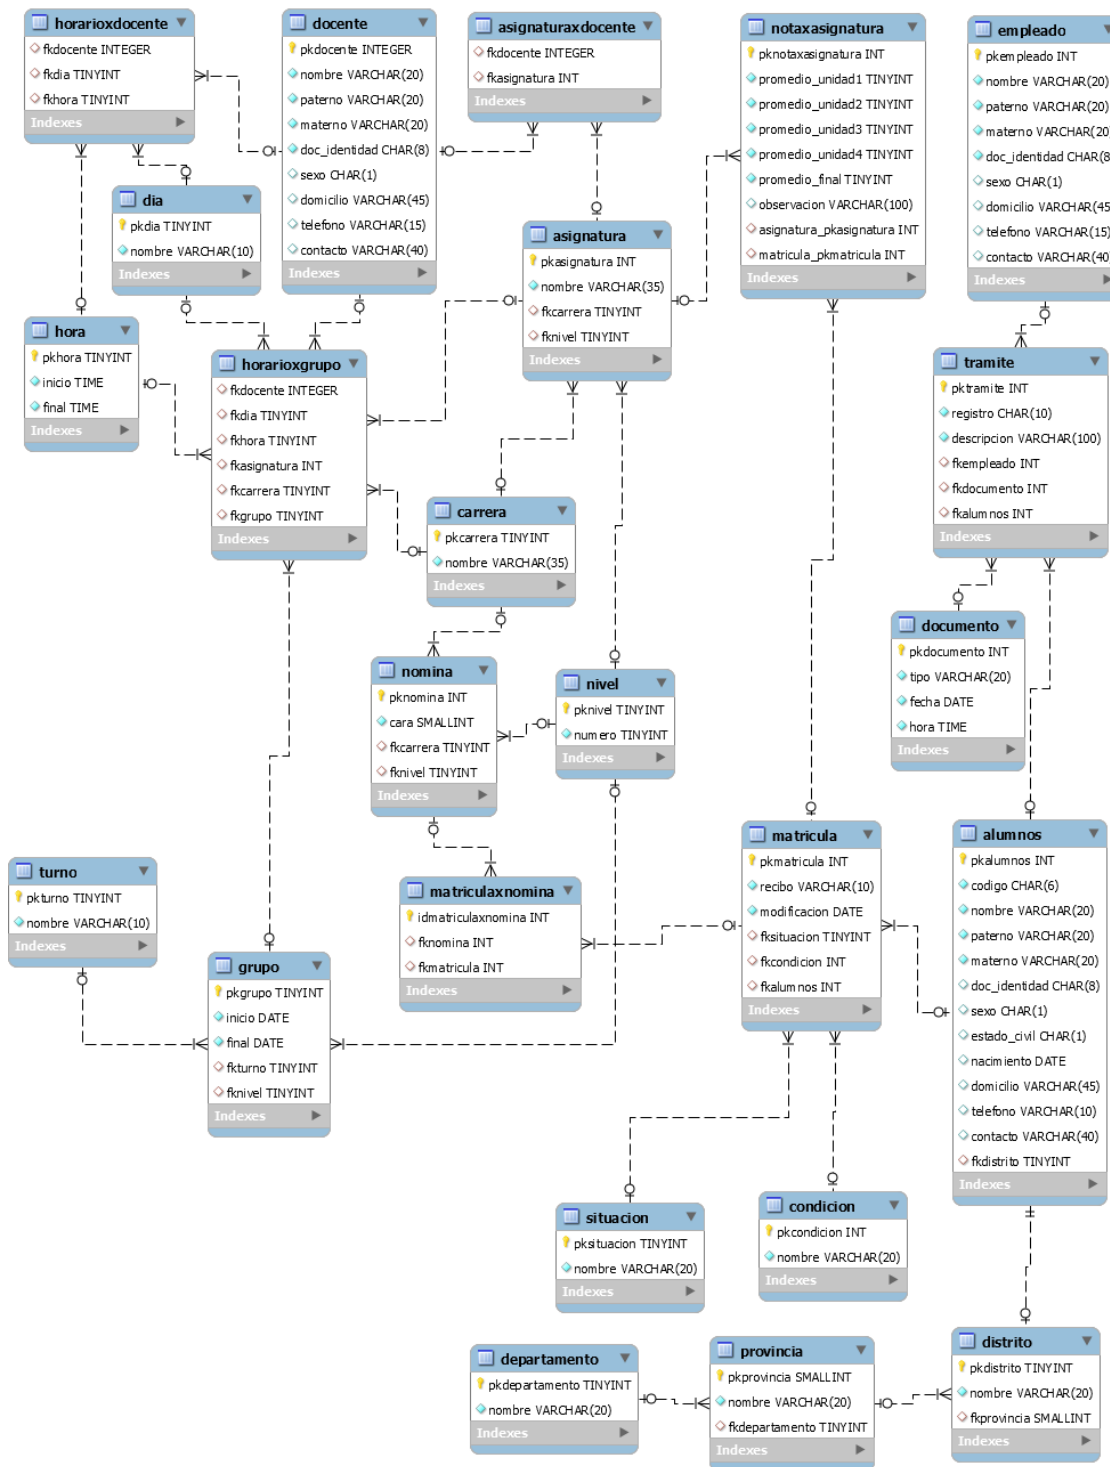 horarioxdocente
fkdocente INTEGER
fkdia TINYINT
fkhora TINYINT
Indexes
docente
pkdocente INTEGER
nombre VARCHAR(20)
paterno VARCHAR(20)
materno VARCHAR(20)
doc_identidad CHAR(8)
sexo CHAR(1)
domicilio VARCHAR(45)
telefono VARCHAR(15)
contacto VARCHAR(40)
Indexes
asignaturaxdocente
fkdocente INTEGER
fkasignatura INT
Indexes
notaxasignatura
pknotaxasignatura INT
promedio_unidad1 TINYINT
promedio_unidad2 TINYINT
promedio_unidad3 TINYINT
promedio_unidad4 TINYINT
promedio_final TINYINT
observacion VARCHAR(100)
asignatura_pkasignatura INT
matricula_pkmatricula INT
Indexes
empleado
pkempleado INT
nombre VARCHAR(20)
paterno VARCHAR(20)
materno VARCHAR(20)
doc_identidad CHAR(8
sexo CHAR(1)
domicilio VARCHAR(45
telefono VARCHAR(15)
contacto VARCHAR(40
Indexes
dia
pkdia TINYINT
nombre VARCHAR(10)
Indexes
asignatura
pkasignatura INT
nombre VARCHAR(35)
fkcarrera TINYINT
fknivel TINYINT
Indexes
hora
pkhora TINYINT
inicio TIME
final TIME
Indexes
horarioxgrupo
fkdocente INTEGER
fkdia TINYINT
fkhora TINYINT
fkasignatura INT
fkcarrera TINYINT
fkgrupo TINYINT
Indexes
tramite
pktramite INT
registro CHAR(10)
descripcion VARCHAR(100)
fkempleado INT
fkdocumento INT
fkalumnos INT
Indexes
carrera
pkcarrera TINYINT
nombre VARCHAR(35)
Indexes
documento
pkdocumento INT
tipo VARCHAR(20)
fecha DATE
hora TIME
Indexes
nomina
pknomina INT
cara SMALLINT
fkcarrera TINYINT
fknivel TINYINT
Indexes
nivel
pknivel TINYINT
numero TINYINT
Indexes
matricula
pkmatricula INT
recibo VARCHAR(10)
modificacion DATE
fksituacion TINYINT
fkcondicion INT
fkalumnos INT
Indexes
alumnos
pkalumnos INT
codigo CHAR(6)
nombre VARCHAR(20)
paterno VARCHAR(20)
materno VARCHAR(20)
doc_identidad CHAR(8)
sexo CHAR(1)
estado_civil CHAR(1)
nacimiento DATE
domicilio VARCHAR(45)
telefono VARCHAR(10)
contacto VARCHAR(40)
fkdistrito TINYINT
Indexes
turno
pkturno TINYINT
nombre VARCHAR(10)
Indexes
matriculaxnomina
idmatriculaxnomina INT
fknomina INT
fkmatricula INT
Indexes
grupo
pkgrupo TINYINT
inicio DATE
final DATE
fkturno TINYINT
fknivel TINYINT
Indexes
situacion
pksituacion TINYINT
nombre VARCHAR(20)
Indexes
condicion
pkcondicion INT
nombre VARCHAR(20)
Indexes
departamento
pkdepartamento TINYINT
nombre VARCHAR(20)
Indexes
provincia
pkprovincia SMALLINT
nombre VARCHAR(20)
fkdepartamento TINYINT
Indexes
distrito
pkdistrito TINYINT
nombre VARCHAR(20)
fkprovincia SMALLINT
Indexes